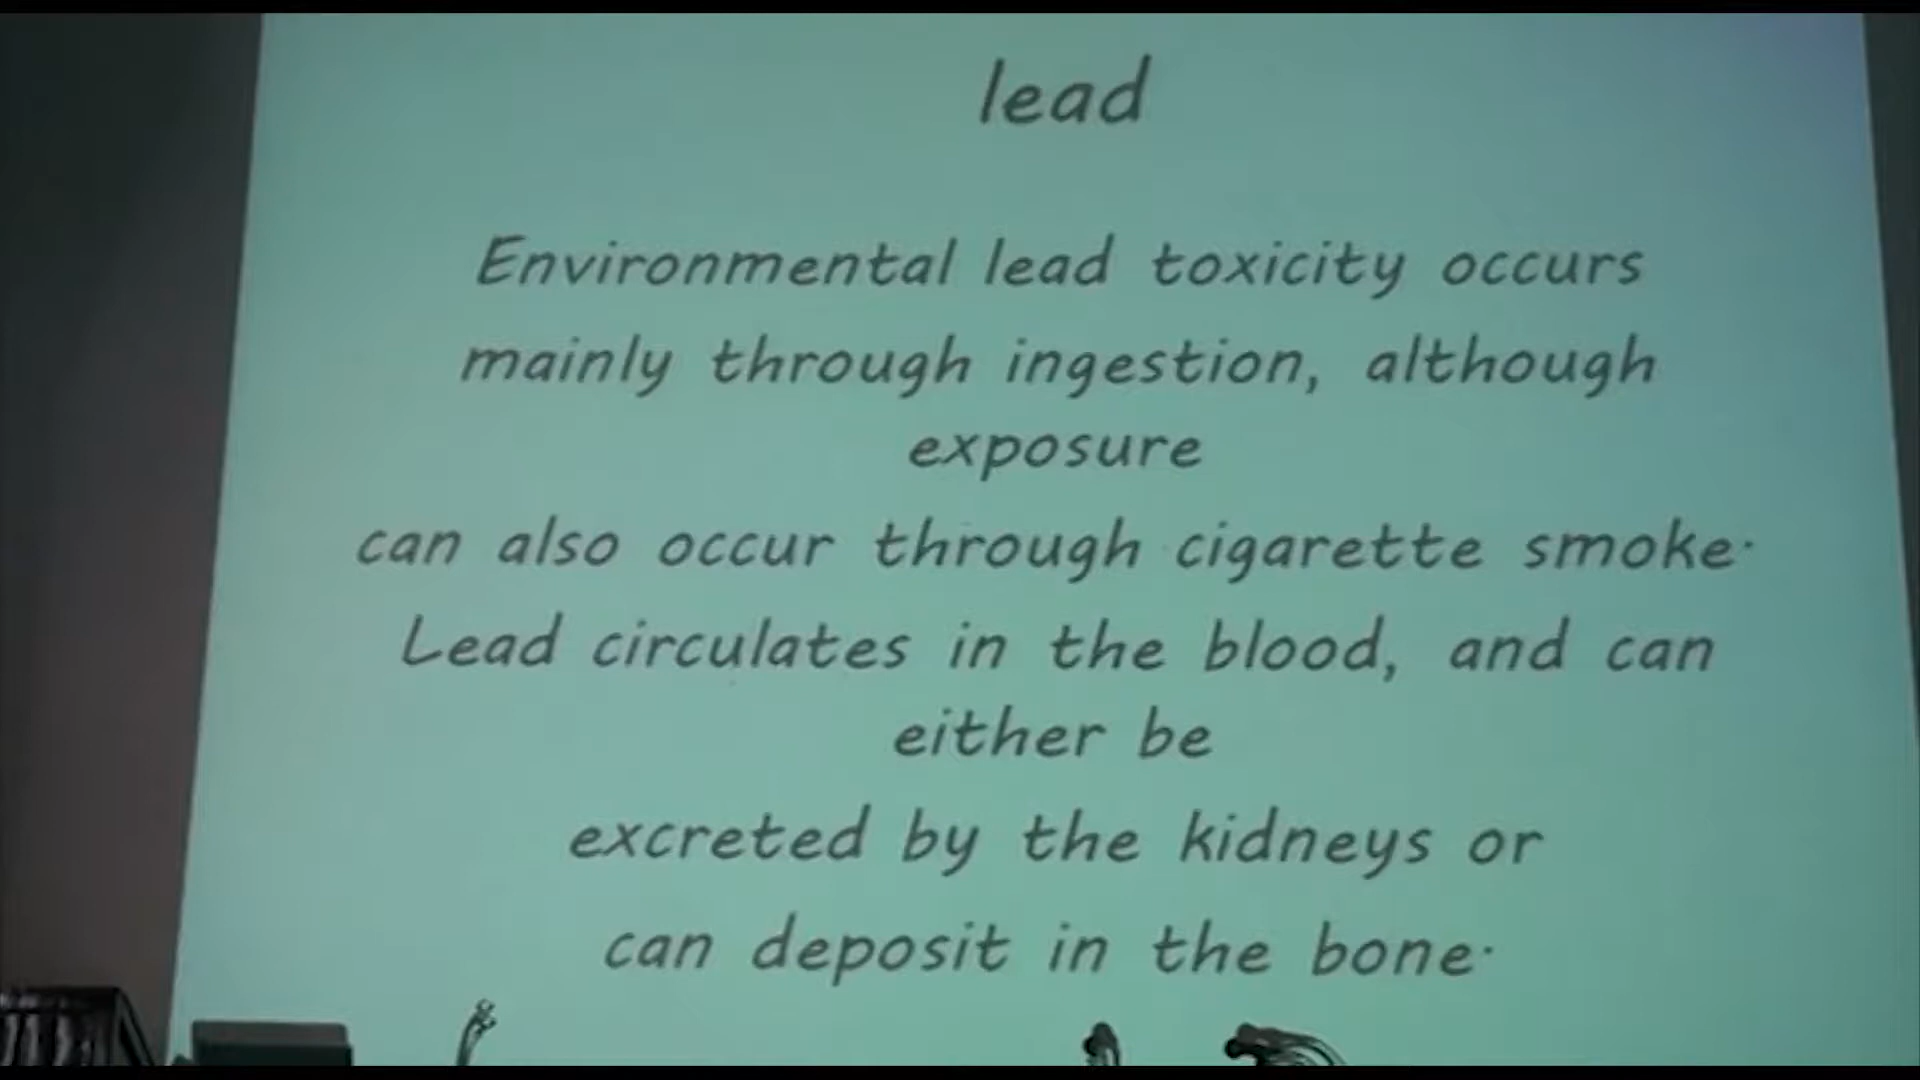 lead
Environmental lead toxicity occurs
mainly through ingestion, although
exposure
can also occur through cigarette smoke·
Lead circulates in the blood, and can
either be
excreted by the kidneys or
can deposit in the bone·